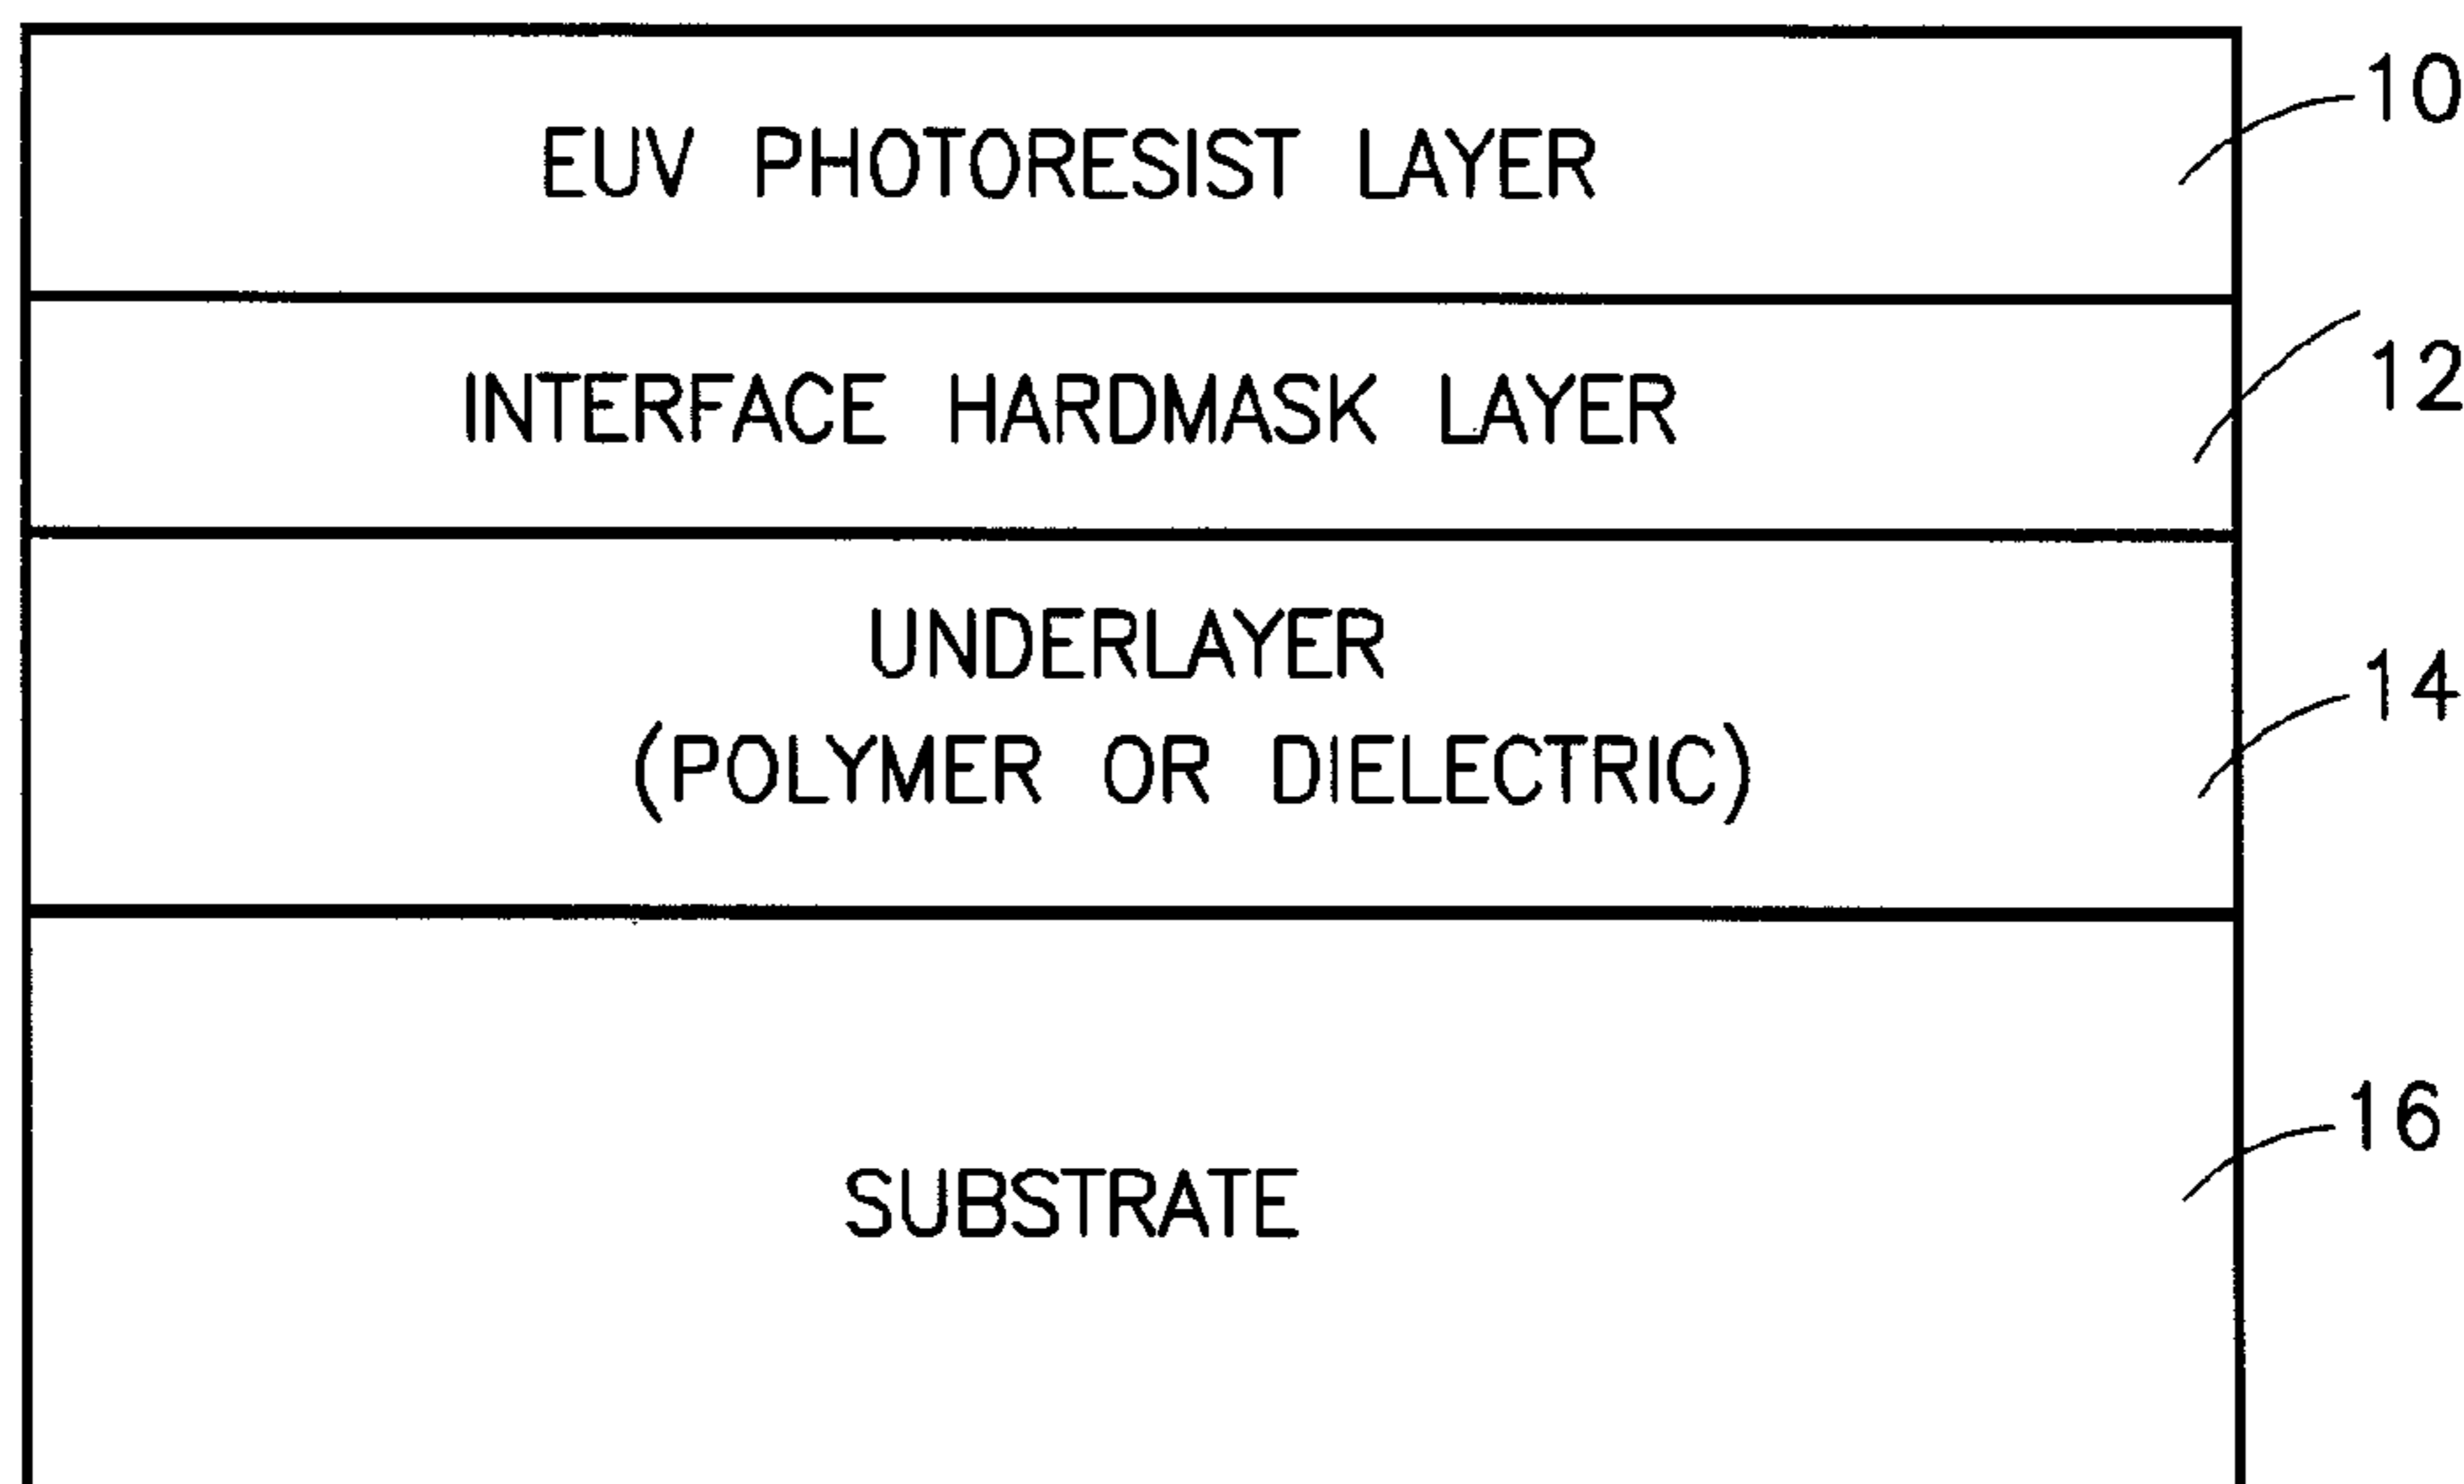 EUV PHOTORESIST LAYER
10
INTERFACE HARDMASK LAYER
12
UNDERLAYER
(POLYMER OR DIELECTRIC)
14
SUBSTRATE
16